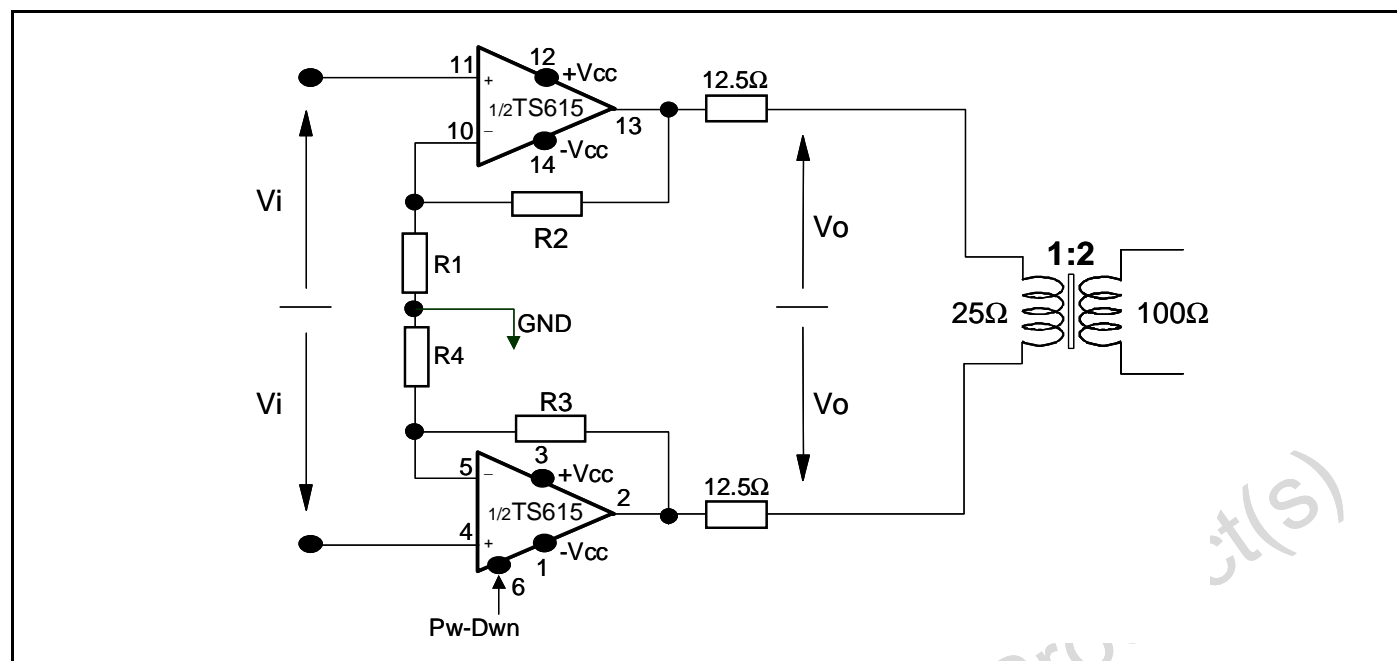 12
11
+Vcc
+
1/2TS615
12.5Ω
13
10
−
-Vcc
14
Vi
R2
Vo
R1
1:2
GND
25Ω
100Ω
R4
Vi
R3
Vo
3
5
−
+Vcc
2
12.5Ω
1/2TS615
4
+
-Vcc
1
6
Pw-Dwn
ct(s)